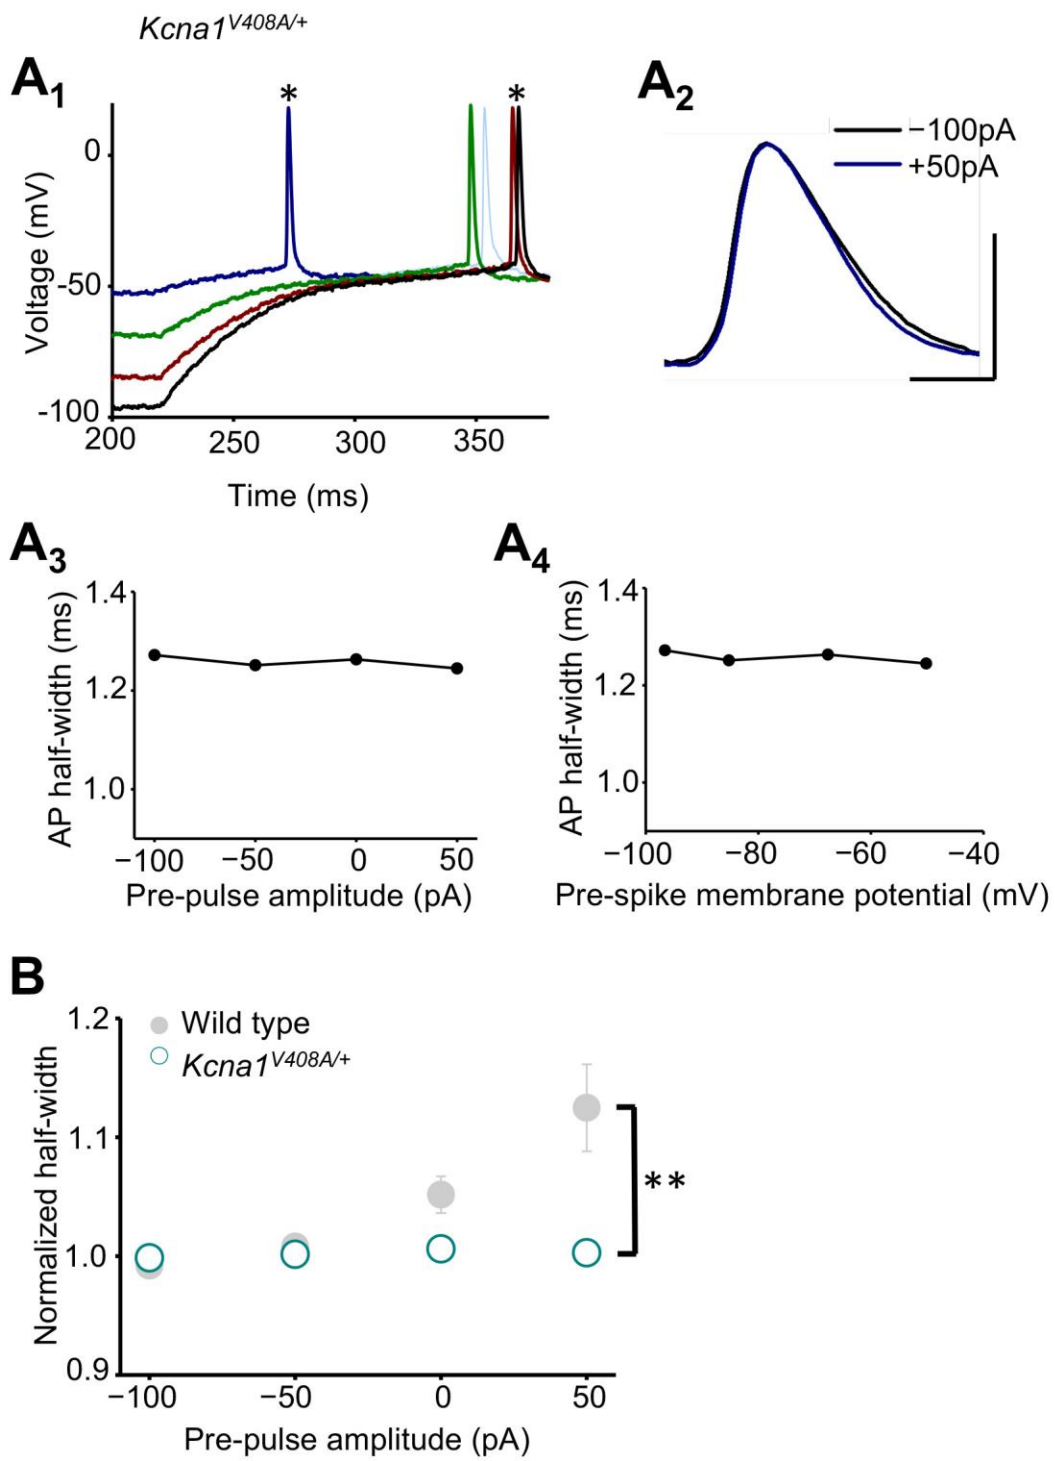 Kcna1V408A/+
A1
* *
0
-50
-100
200 250 300 350
Voltage (mV)
Time (ms)
A2
−100pA
+50pA
A3
1.4
1.2
1.0
AP half-width (ms)
−100 −50 0 50
Pre-pulse amplitude (pA)
A4
1.4
1.2
1.0
AP half-width (ms)
−100 −80 −60 −40
Pre-spike membrane potential (mV)
B
Wild type
Kcna1V408A/+
1.2
1.1
1.0
0.9
Normalized half-width
**
−100 −50 0 50
Pre-pulse amplitude (pA)